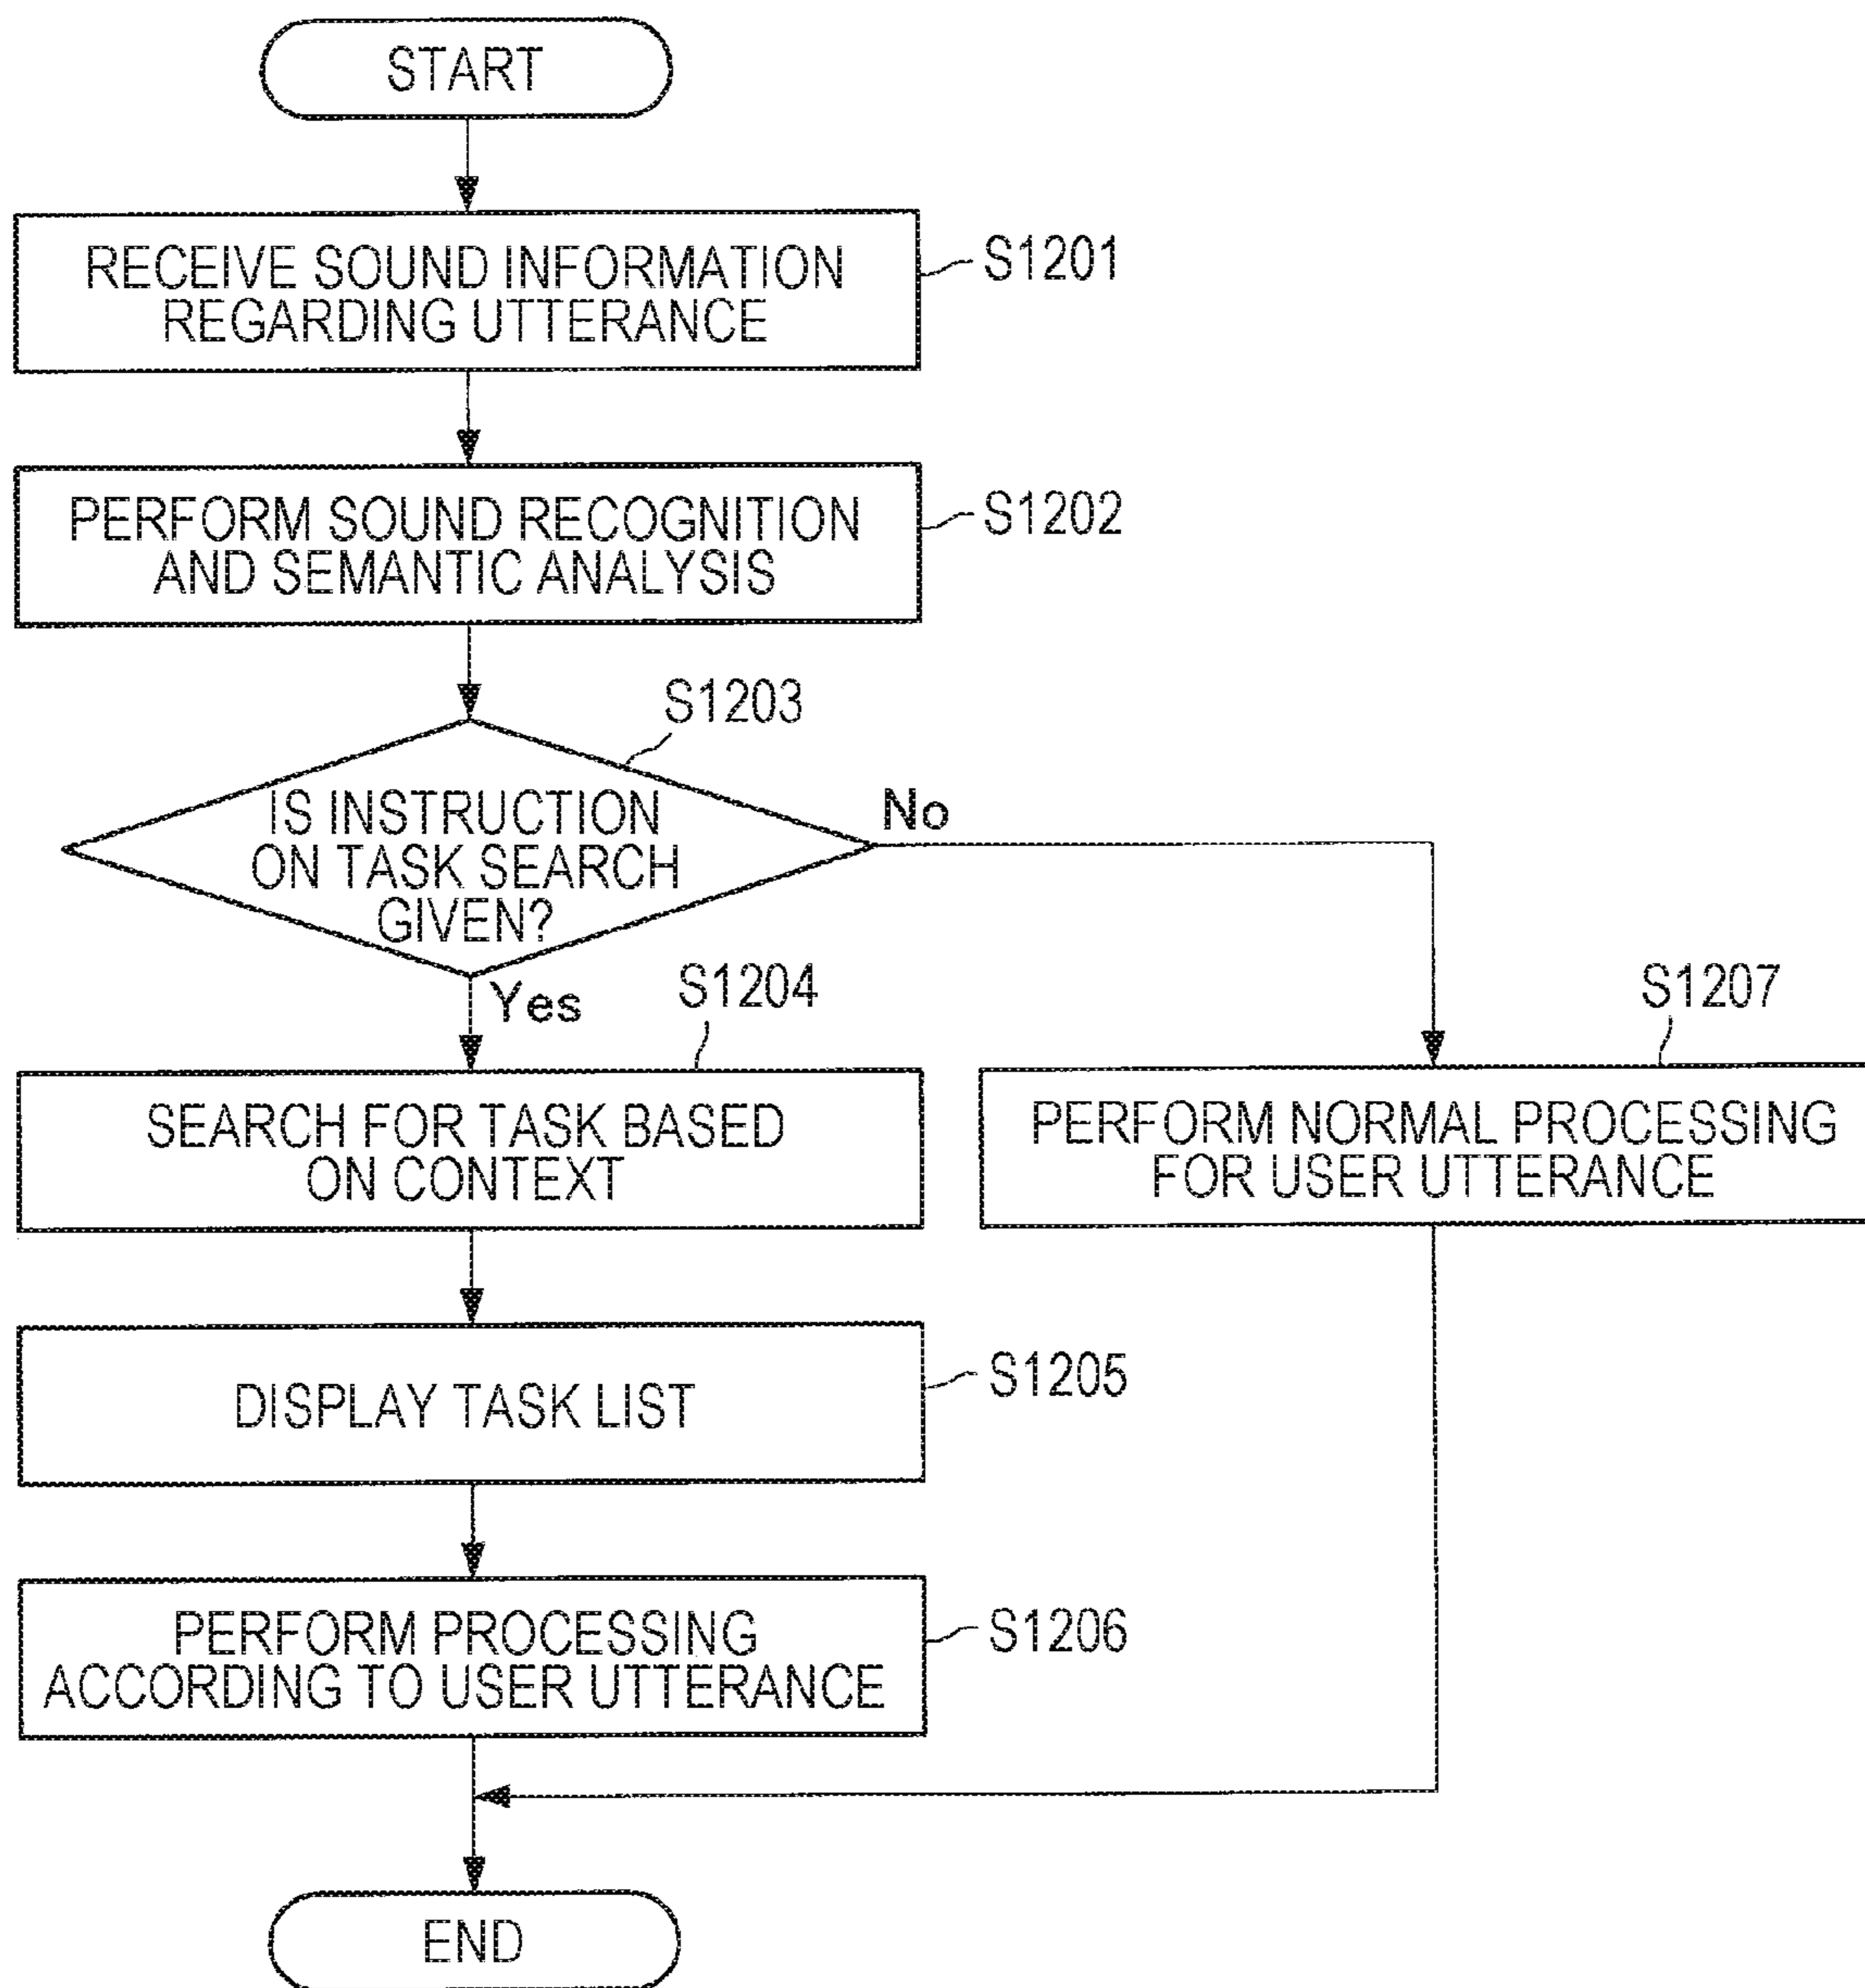 START
RECEIVE SOUND INFORMATION
REGARDING UTTERANCE
S1201
PERFORM SOUND RECOGNITION
AND SEMANTIC ANALYSIS
S1202
S1203
IS INSTRUCTION
ON TASK SEARCH
GIVEN?
No
Yes
S1204
SEARCH FOR TASK BASED
ON CONTEXT
S1207
PERFORM NORMAL PROCESSING
FOR USER UTTERANCE
DISPLAY TASK LIST
S1205
PERFORM PROCESSING
ACCORDING TO USER UTTERANCE
S1206
END